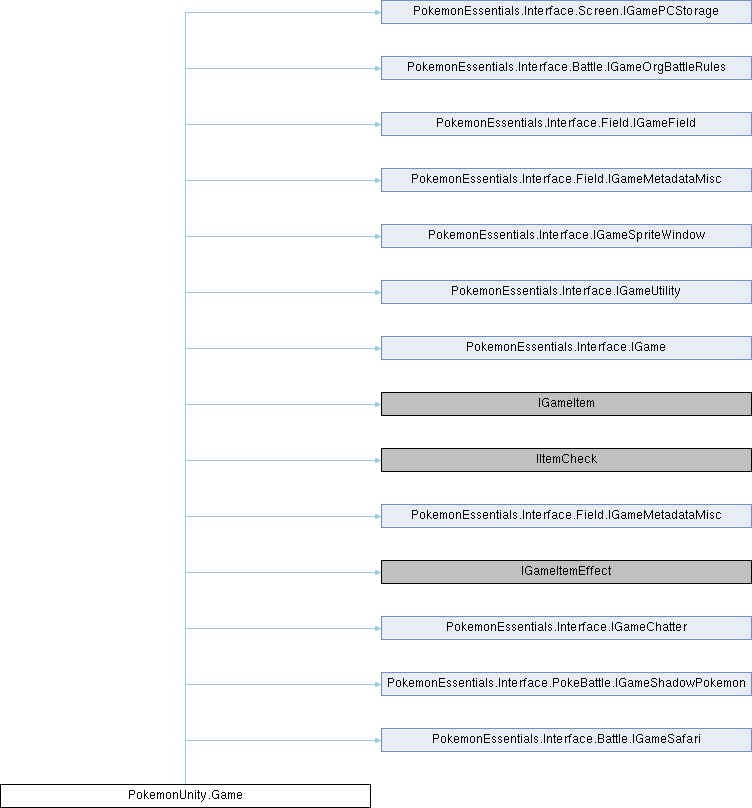 PokemonEssentials.Interface.Screen.IGamePCStorage
PokemonEssentials.Interface.Battle.IGameOrgBattleRules
PokemonEssentials.Interface.Field.IGameField
PokemonEssentials.Interface.Field.IGameMetadataMisc
PokemonEssentials.Interface.IGameSpriteWindow
PokemonEssentials.Interface.IGameUtility
PokemonEssentials.Interface.IGame
IGameItem
IItemCheck
PokemonEssentials.Interface.Field.IGameMetadataMisc
IGameItemEffect
PokemonEssentials.Interface.IGameChatter
PokemonEssentials.Interface.PokeBattle.IGameShadowPokemon
PokemonEssentials.Interface.Battle.IGameSafari
PokemonUnity.Game